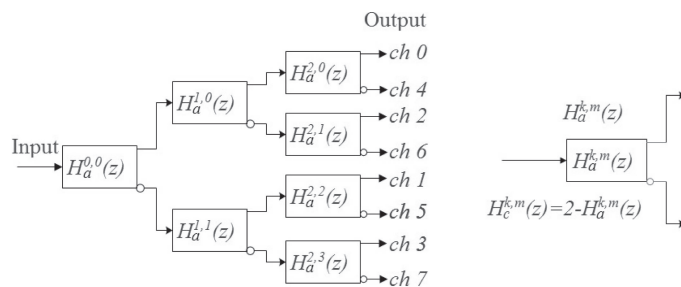 Output
Input
H_a^{0,0}(z)
H_a^{1,0}(z)
H_a^{1,1}(z)
H_a^{2,0}(z)
H_a^{2,1}(z)
H_a^{2,2}(z)
H_a^{2,3}(z)
ch 0
ch 4
ch 2
ch 6
ch 1
ch 5
ch 3
ch 7
H_a^{k,m}(z)
H_a^{k,m}(z)
H_c^{k,m}(z)=2-H_a^{k,m}(z)